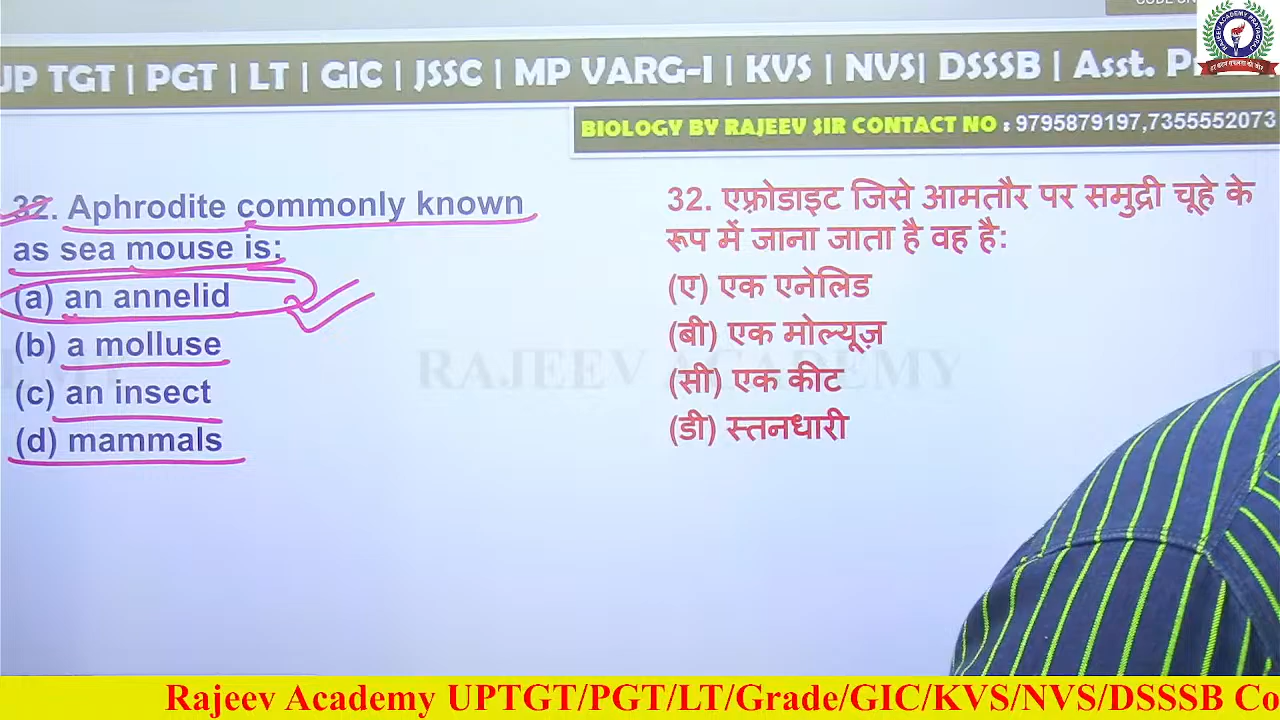 JP TGT | PGT | LT | GIC | JSSC | MP VARG-I | KVS | NVS| DSSSB | Asst. P
BIOLOGY BY RAJEEV SIR CONTACT NO : 9795879197,7355552073
32. Aphrodite commonly known
as sea mouse is:
(a) an annelid
(b) a molluse
(c) an insect
(d) mammals
32. एफ़्रोडाइट जिसे आमतौर पर समुद्री चूहे के
रूप में जाना जाता है वह है:
(ए) एक एनेलिड
(बी) एक मोल्यूज़
(सी) एक कीट
(डी) स्तनधारी
RAJEEV ACADEMY
Rajeev Academy UPTGT/PGT/LT/Grade/GIC/KVS/NVS/DSSSB Co